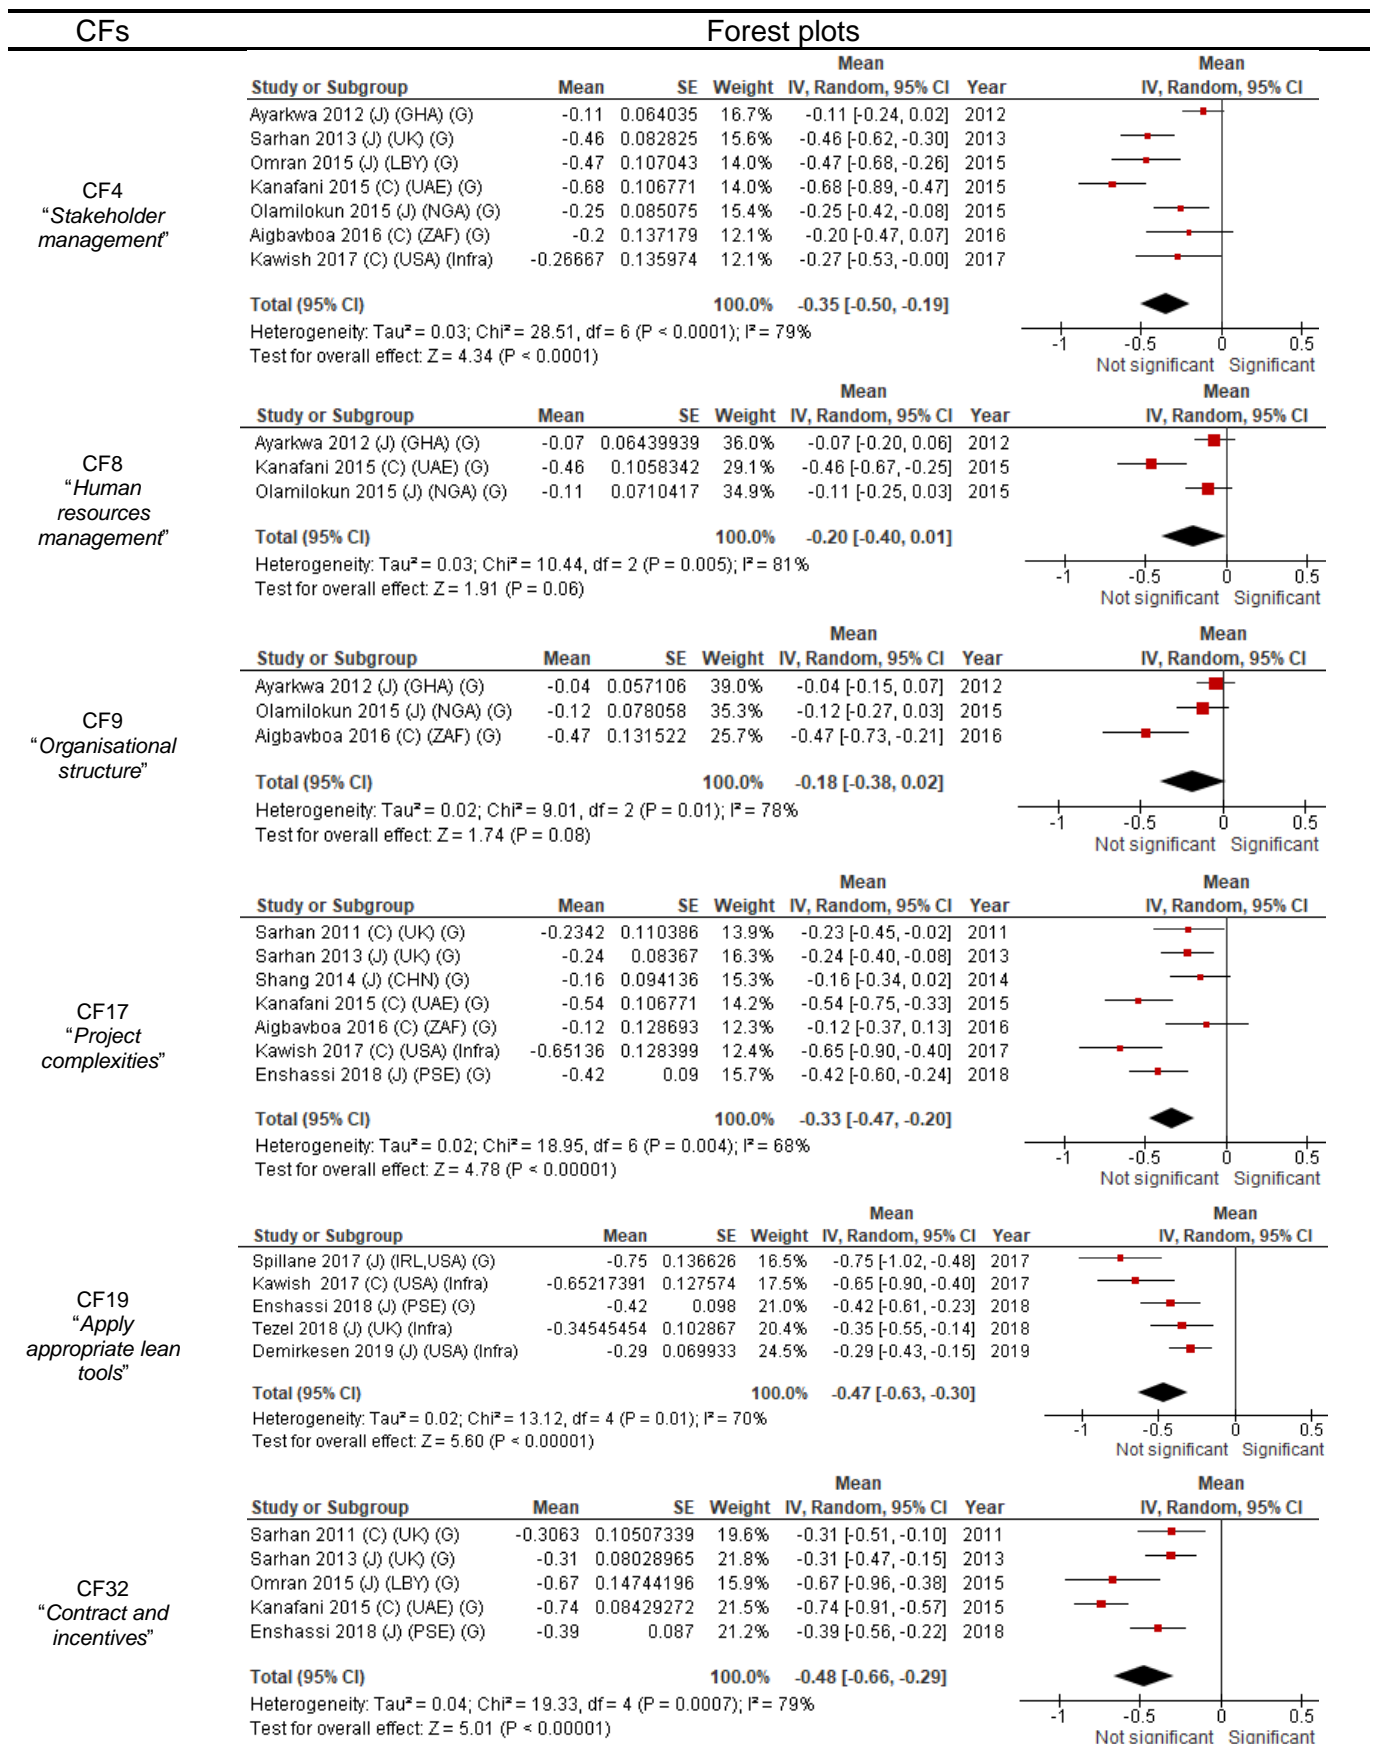 CFs Forest plots
Mean Mean
Study or Subgroup Mean SE Weight IV, Random, 95% CI Year IV, Random, 95% CI
Ayarkwa 2012 (J) (GHA) (G) -0.11 0.064035 16.7% -0.11 [-0.24, 0.02] 2012
Sarhan 2013 (J) (UK) (G) -0.46 0.082825 15.6% -0.46 [-0.62, -0.30] 2013
Omran 2015 (J) (LBY) (G) -0.47 0.107043 14.0% -0.47 [-0.68, -0.26] 2015
Kanafani 2015 (C) (UAE) (G) -0.68 0.106771 14.0% -0.68 [-0.89, -0.47] 2015
Olamilokun 2015 (J) (NGA) (G) -0.25 0.085075 15.4% -0.25 [-0.42, -0.08] 2015
Aigbavboa 2016 (C) (ZAF) (G) -0.2 0.137179 12.1% -0.20 [-0.47, 0.07] 2016
Kawish 2017 (C) (USA) (Infra) -0.26667 0.135974 12.1% -0.27 [-0.53, -0.00] 2017
CF4
“Stakeholder
management”
Total (95% CI) 100.0% -0.35 [-0.50, -0.19]
Heterogeneity: Tau² = 0.03; Chi² = 28.51, df = 6 (P < 0.0001); I² = 79%
Test for overall effect: Z = 4.34 (P < 0.0001)
-1 -0.5 0 0.5
Not significant Significant
Mean Mean
Study or Subgroup Mean SE Weight IV, Random, 95% CI Year IV, Random, 95% CI
Ayarkwa 2012 (J) (GHA) (G) -0.07 0.06439939 36.0% -0.07 [-0.20, 0.06] 2012
Kanafani 2015 (C) (UAE) (G) -0.46 0.1058342 29.1% -0.46 [-0.67, -0.25] 2015
Olamilokun 2015 (J) (NGA) (G) -0.11 0.0710417 34.9% -0.11 [-0.25, 0.03] 2015
CF8
“Human
resources
management”
Total (95% CI) 100.0% -0.20 [-0.40, 0.01]
Heterogeneity: Tau² = 0.03; Chi² = 10.44, df = 2 (P = 0.005); I² = 81%
Test for overall effect: Z = 1.91 (P = 0.06)
-1 -0.5 0 0.5
Not significant Significant
Mean Mean
Study or Subgroup Mean SE Weight IV, Random, 95% CI Year IV, Random, 95% CI
Ayarkwa 2012 (J) (GHA) (G) -0.04 0.057106 39.0% -0.04 [-0.15, 0.07] 2012
Olamilokun 2015 (J) (NGA) (G) -0.12 0.078058 35.3% -0.12 [-0.27, 0.03] 2015
Aigbavboa 2016 (C) (ZAF) (G) -0.47 0.131522 25.7% -0.47 [-0.73, -0.21] 2016
CF9
“Organisational
structure”
Total (95% CI) 100.0% -0.18 [-0.38, 0.02]
Heterogeneity: Tau² = 0.02; Chi² = 9.01, df = 2 (P = 0.01); I² = 78%
Test for overall effect: Z = 1.74 (P = 0.08)
-1 -0.5 0 0.5
Not significant Significant
Mean Mean
Study or Subgroup Mean SE Weight IV, Random, 95% CI Year IV, Random, 95% CI
Sarhan 2011 (C) (UK) (G) -0.2342 0.110386 13.9% -0.23 [-0.45, -0.02] 2011
Sarhan 2013 (J) (UK) (G) -0.24 0.08367 16.3% -0.24 [-0.40, -0.08] 2013
Shang 2014 (J) (CHN) (G) -0.16 0.094136 15.3% -0.16 [-0.34, 0.02] 2014
Kanafani 2015 (C) (UAE) (G) -0.54 0.106771 14.2% -0.54 [-0.75, -0.33] 2015
Aigbavboa 2016 (C) (ZAF) (G) -0.12 0.128693 12.3% -0.12 [-0.37, 0.13] 2016
Kawish 2017 (C) (USA) (Infra) -0.65136 0.128399 12.4% -0.65 [-0.90, -0.40] 2017
Enshassi 2018 (J) (PSE) (G) -0.42 0.09 15.7% -0.42 [-0.60, -0.24] 2018
CF17
“Project
complexities”
Total (95% CI) 100.0% -0.33 [-0.47, -0.20]
Heterogeneity: Tau² = 0.02; Chi² = 18.95, df = 6 (P = 0.004); I² = 68%
Test for overall effect: Z = 4.78 (P < 0.00001)
-1 -0.5 0 0.5
Not significant Significant
Mean Mean
Study or Subgroup Mean SE Weight IV, Random, 95% CI Year IV, Random, 95% CI
Spillane 2017 (J) (IRL,USA) (G) -0.75 0.136626 16.5% -0.75 [-1.02, -0.48] 2017
Kawish 2017 (C) (USA) (Infra) -0.65217391 0.127574 17.5% -0.65 [-0.90, -0.40] 2017
Enshassi 2018 (J) (PSE) (G) -0.42 0.098 21.0% -0.42 [-0.61, -0.23] 2018
Tezel 2018 (J) (UK) (Infra) -0.34545454 0.102867 20.4% -0.35 [-0.55, -0.14] 2018
Demirkesen 2019 (J) (USA) (Infra) -0.29 0.069933 24.5% -0.29 [-0.43, -0.15] 2019
CF19
“Apply
appropriate lean
tools”
Total (95% CI) 100.0% -0.47 [-0.63, -0.30]
Heterogeneity: Tau² = 0.02; Chi² = 13.12, df = 4 (P = 0.01); I² = 70%
Test for overall effect: Z = 5.60 (P < 0.00001)
-1 -0.5 0 0.5
Not significant Significant
Mean Mean
Study or Subgroup Mean SE Weight IV, Random, 95% CI Year IV, Random, 95% CI
Sarhan 2011 (C) (UK) (G) -0.3063 0.10507339 19.6% -0.31 [-0.51, -0.10] 2011
Sarhan 2013 (J) (UK) (G) -0.31 0.08028965 21.8% -0.31 [-0.47, -0.15] 2013
Omran 2015 (J) (LBY) (G) -0.67 0.14744196 15.9% -0.67 [-0.96, -0.38] 2015
Kanafani 2015 (C) (UAE) (G) -0.74 0.08429272 21.5% -0.74 [-0.91, -0.57] 2015
Enshassi 2018 (J) (PSE) (G) -0.39 0.087 21.2% -0.39 [-0.56, -0.22] 2018
CF32
“Contract and
incentives”
Total (95% CI) 100.0% -0.48 [-0.66, -0.29]
Heterogeneity: Tau² = 0.04; Chi² = 19.33, df = 4 (P = 0.0007); I² = 79%
Test for overall effect: Z = 5.01 (P < 0.00001)
-1 -0.5 0 0.5
Not significant Significant